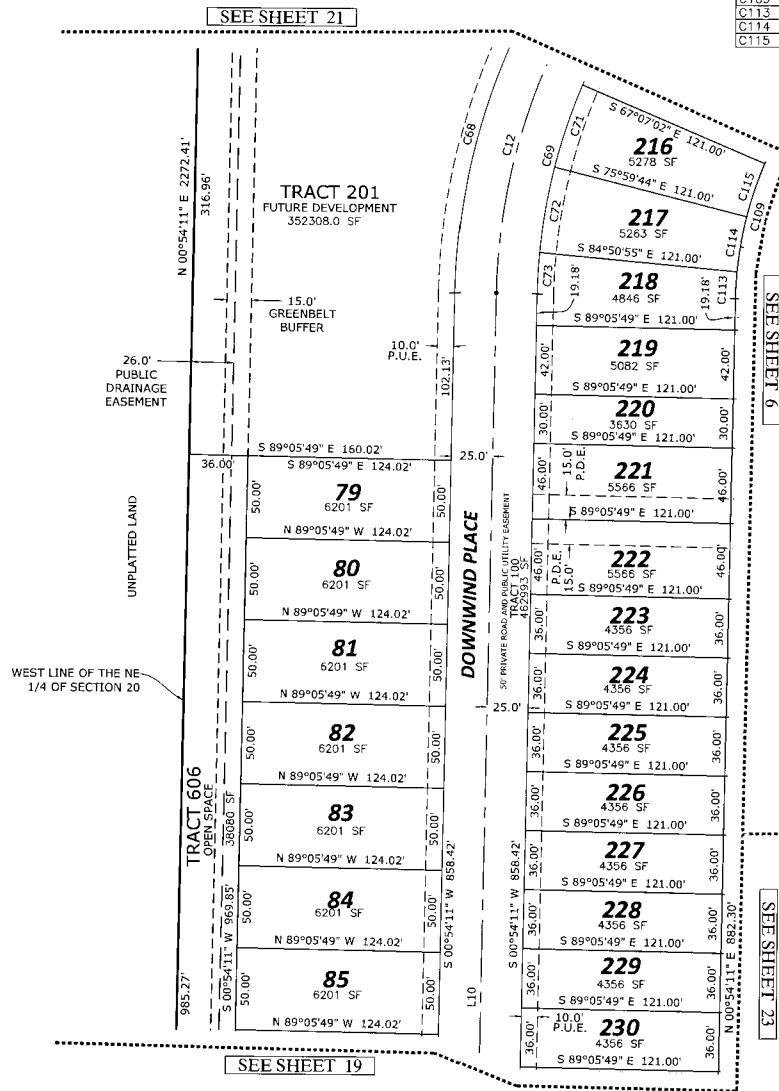 SEE SHEET 21
C109
C113
C114
C115
N 00°54'11" E 2272.41'
316.96'
TRACT 201
FUTURE DEVELOPMENT
352308.0 SF
15.0'
GREENBELT
BUFFER
26.0'
PUBLIC
DRAINAGE
EASEMENT
10.0'
P.U.E.
102.13'
C68
C12
C69
C71
C72
C73
S 67°07'02" E 121.00'
216
5278 SF
S 75°59'44" E 121.00'
C115
C109
217
5263 SF
C114
S 84°50'55" E 121.00'
218
4846 SF
19.18'
19.18'
C113
S 89°05'49" E 121.00'
SEE SHEET 6
219
5082 SF
42.00'
42.00'
S 89°05'49" E 121.00'
220
3630 SF
30.00'
30.00'
S 89°05'49" E 121.00'
S 89°05'49" E 160.02'
25.0'
36.00'
S 89°05'49" E 124.02'
221
5566 SF
46.00'
15.0'
P.D.E.
46.00'
S 89°05'49" E 121.00'
79
6201 SF
50.00'
50.00'
N 89°05'49" W 124.02'
222
5566 SF
46.00'
P.D.E.
15.0'
46.00'
S 89°05'49" E 121.00'
80
6201 SF
50.00'
50.00'
N 89°05'49" W 124.02'
UNPLATTED LAND
DOWNWIND PLACE
50' PRIVATE ROAD AND PUBLIC UTILITY EASEMENT
TRACT 100
462993 SF
223
4356 SF
36.00'
36.00'
S 89°05'49" E 121.00'
81
6201 SF
50.00'
50.00'
N 89°05'49" W 124.02'
WEST LINE OF THE NE
1/4 OF SECTION 20
224
4356 SF
36.00'
36.00'
S 89°05'49" E 121.00'
25.0'
82
6201 SF
50.00'
50.00'
N 89°05'49" W 124.02'
225
4356 SF
36.00'
36.00'
S 89°05'49" E 121.00'
226
4356 SF
36.00'
36.00'
S 89°05'49" E 121.00'
83
6201 SF
50.00'
50.00'
N 89°05'49" W 124.02'
TRACT 606
OPEN SPACE
38080 SF
227
4356 SF
36.00'
36.00'
S 89°05'49" E 121.00'
S 00°54'11" W 858.42'
S 00°54'11" W 858.42'
84
6201 SF
50.00'
50.00'
N 89°05'49" W 124.02'
228
4356 SF
36.00'
36.00'
S 89°05'49" E 121.00'
SEE SHEET 23
N 00°54'11" E 882.30'
985.27'
S 00°54'11" W 969.85'
85
6201 SF
50.00'
50.00'
N 89°05'49" W 124.02'
L10
229
4356 SF
36.00'
36.00'
S 89°05'49" E 121.00'
10.0'
P.U.E.
230
4356 SF
36.00'
36.00'
S 89°05'49" E 121.00'
SEE SHEET 19